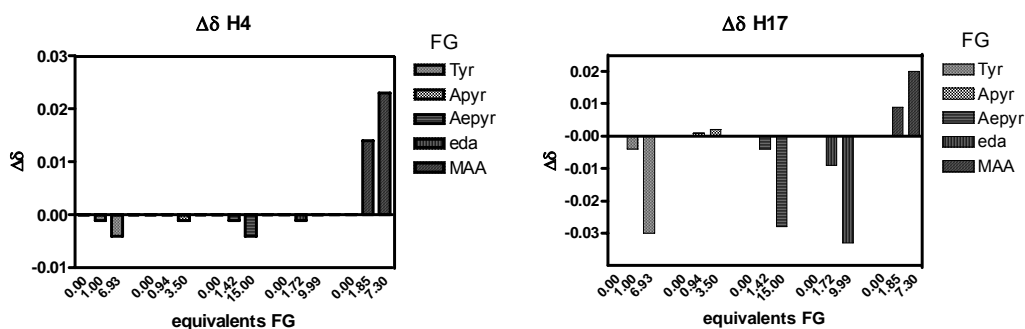 Δδ H4
Δδ
0.03
0.02
0.01
0.00
-0.01
0.00
1.00
6.93
0.00
0.94
3.50
0.00
1.42
15.00
0.00
1.72
9.99
0.00
1.85
7.30
equivalents FG
FG
Tyr
Apyr
Aepyr
eda
MAA
Δδ H17
Δδ
0.02
0.01
-0.00
-0.01
-0.02
-0.03
0.00
1.00
6.93
0.00
0.94
3.50
0.00
1.42
15.00
0.00
1.72
9.99
0.00
1.85
7.30
equivalents FG
FG
Tyr
Apyr
Aepyr
eda
MAA